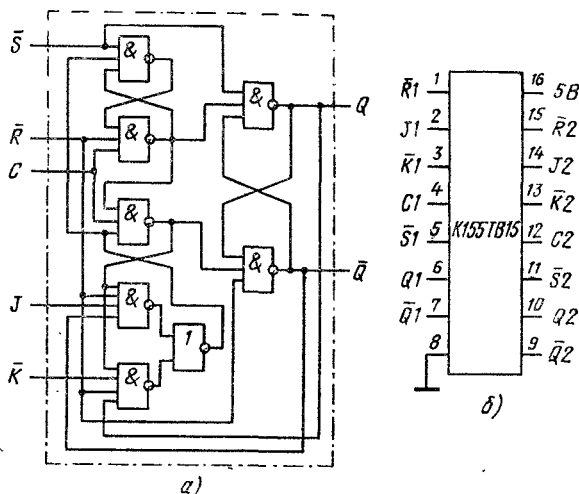 S̄
R̄
C
J
K̄
&
&
&
&
&
1
&
&
Q
Q̄
а)
R̄1 1
J1 2
K̄1 3
C1 4
S̄1 5
Q1 6
Q̄1 7
8
К155ТВ15
16 5В
15 R̄2
14 J2
13 K̄2
12 C2
11 S̄2
10 Q2
9 Q̄2
б)